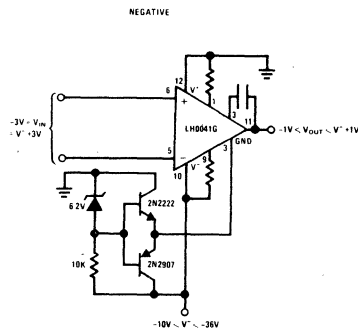 NEGATIVE
12
V+
6
+
1
3
-3V = VIN
= V- +3V
LH0041G
11
-1V < VOUT < V- +1V
3
GND
5
-
9
10
V-
6.2V
2N2222
10K
2N2907
-10V < V- < -36V